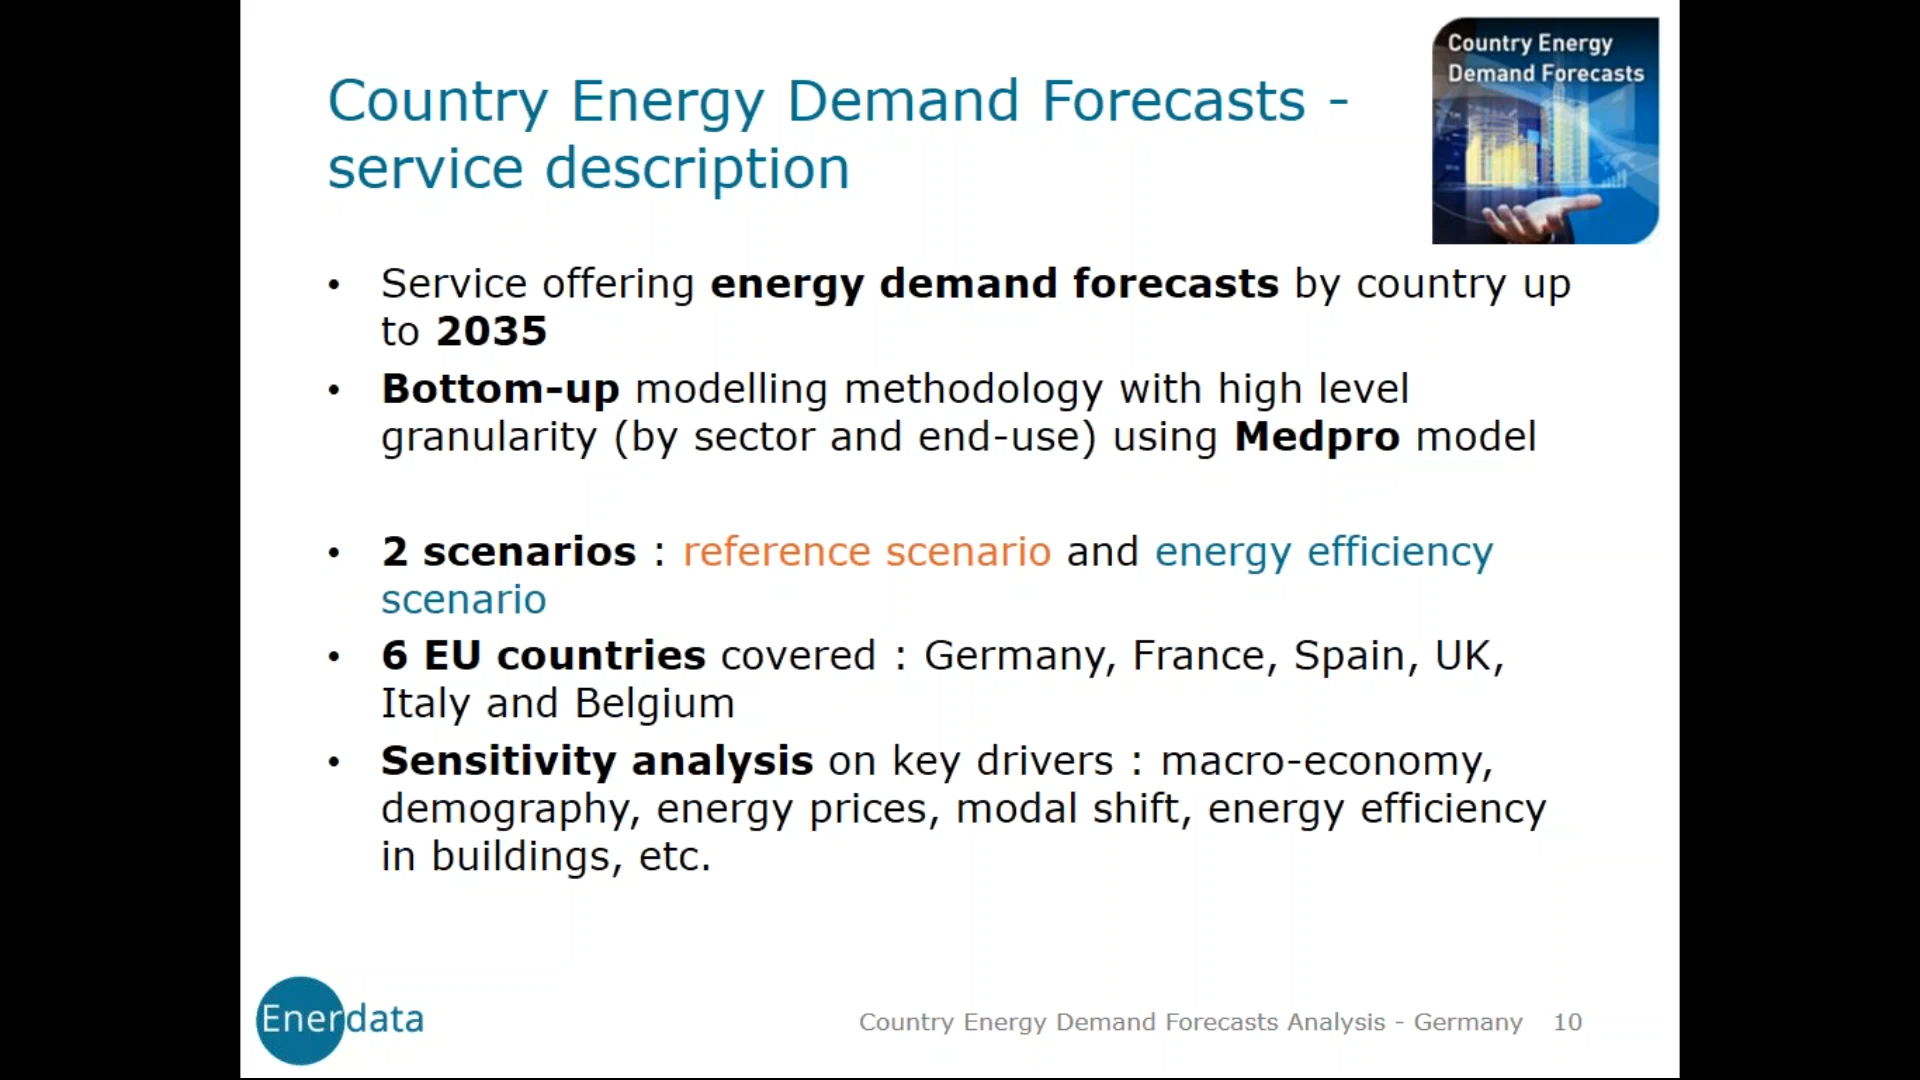 Country Energy
Demand Forecasts
Country Energy Demand Forecasts -
service description
• Service offering energy demand forecasts by country up
to 2035
• Bottom-up modelling methodology with high level
granularity (by sector and end-use) using Medpro model
• 2 scenarios : reference scenario and energy efficiency
scenario
• 6 EU countries covered : Germany, France, Spain, UK,
Italy and Belgium
• Sensitivity analysis on key drivers : macro-economy,
demography, energy prices, modal shift, energy efficiency
in buildings, etc.
Enerdata
Country Energy Demand Forecasts Analysis - Germany 10